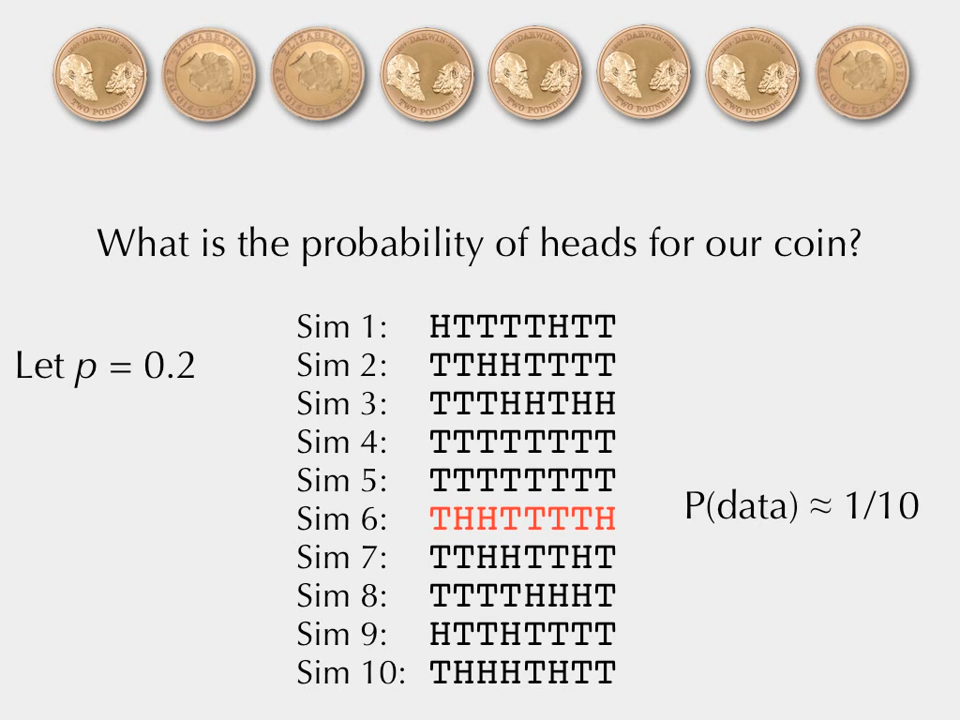 What is the probability of heads for our coin?
Let p = 0.2
Sim 1: HTTTTHTT
Sim 2: TTHHTTTT
Sim 3: TTTHHTHH
Sim 4: TTTTTTTT
Sim 5: TTTTTTTT
Sim 6: THHTTTTH
Sim 7: TTHHTTHT
Sim 8: TTTTHHHT
Sim 9: HTTHTTTT
Sim 10: THHHTHTT
P(data) ≈ 1/10